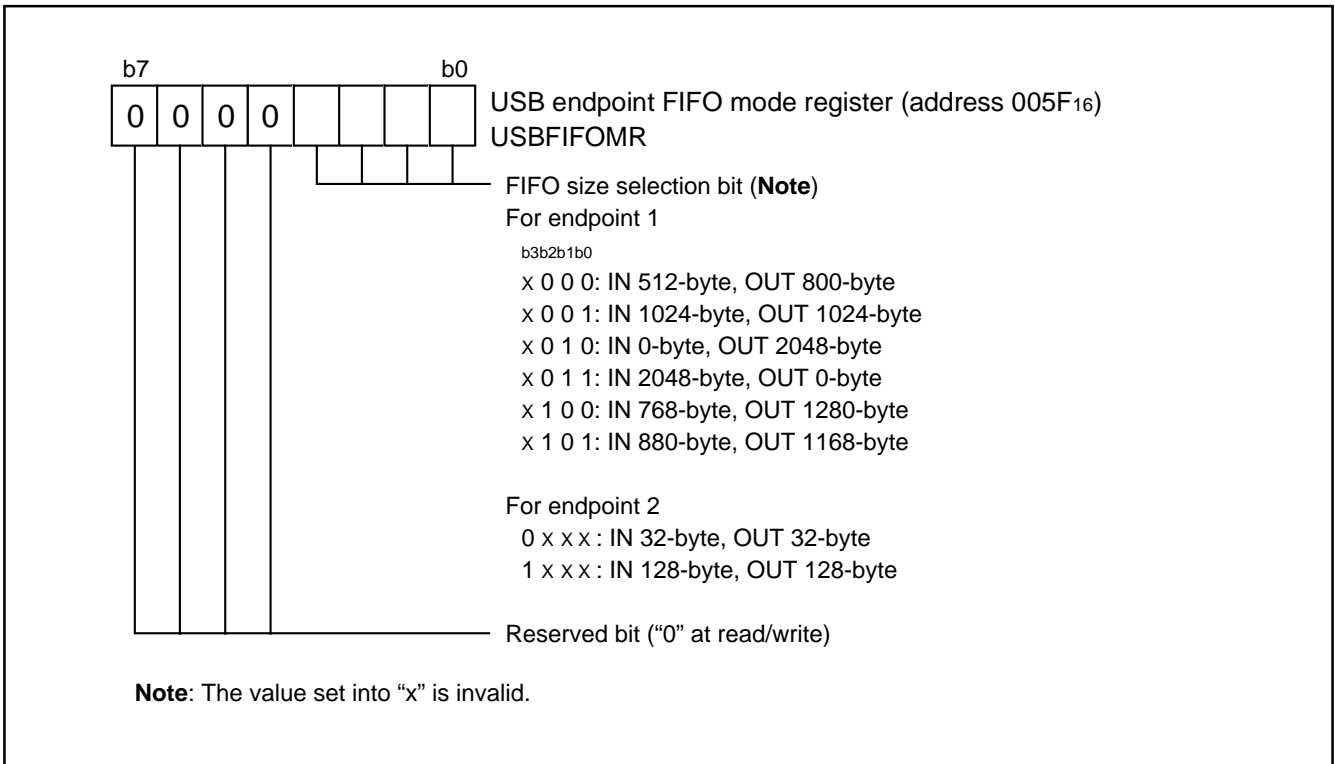 b7 b0
0 0 0 0
USB endpoint FIFO mode register (address 005F16)
USBFIFOMR
FIFO size selection bit (Note)
For endpoint 1
b3b2b1b0
x 0 0 0: IN 512-byte, OUT 800-byte
x 0 0 1: IN 1024-byte, OUT 1024-byte
x 0 1 0: IN 0-byte, OUT 2048-byte
x 0 1 1: IN 2048-byte, OUT 0-byte
x 1 0 0: IN 768-byte, OUT 1280-byte
x 1 0 1: IN 880-byte, OUT 1168-byte
For endpoint 2
0 x x x : IN 32-byte, OUT 32-byte
1 x x x : IN 128-byte, OUT 128-byte
Reserved bit (“0” at read/write)
Note: The value set into “x” is invalid.